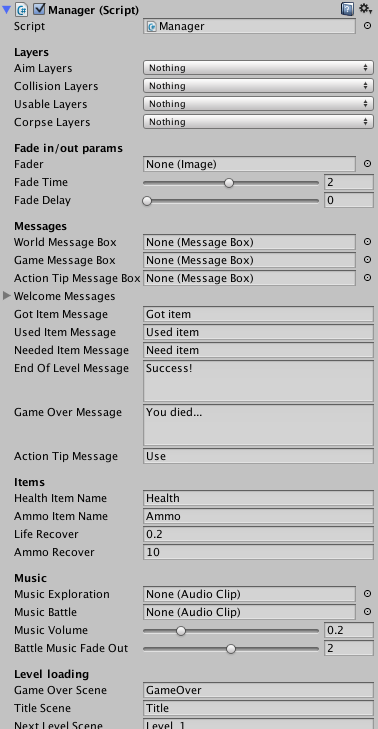 Manager (Script)
Script Manager
Layers
Aim Layers Nothing
Collision Layers Nothing
Usable Layers Nothing
Corpse Layers Nothing
Fade in/out params
Fader None (Image)
Fade Time 2
Fade Delay 0
Messages
World Message Box None (Message Box)
Game Message Box None (Message Box)
Action Tip Message Box None (Message Box)
Welcome Messages
Got Item Message Got item
Used Item Message Used item
Needed Item Message Need item
End Of Level Message Success!
Game Over Message You died...
Action Tip Message Use
Items
Health Item Name Health
Ammo Item Name Ammo
Life Recover 0.2
Ammo Recover 10
Music
Music Exploration None (Audio Clip)
Music Battle None (Audio Clip)
Music Volume 0.2
Battle Music Fade Out 2
Level loading
Game Over Scene GameOver
Title Scene Title
Next Level Scene Level_1